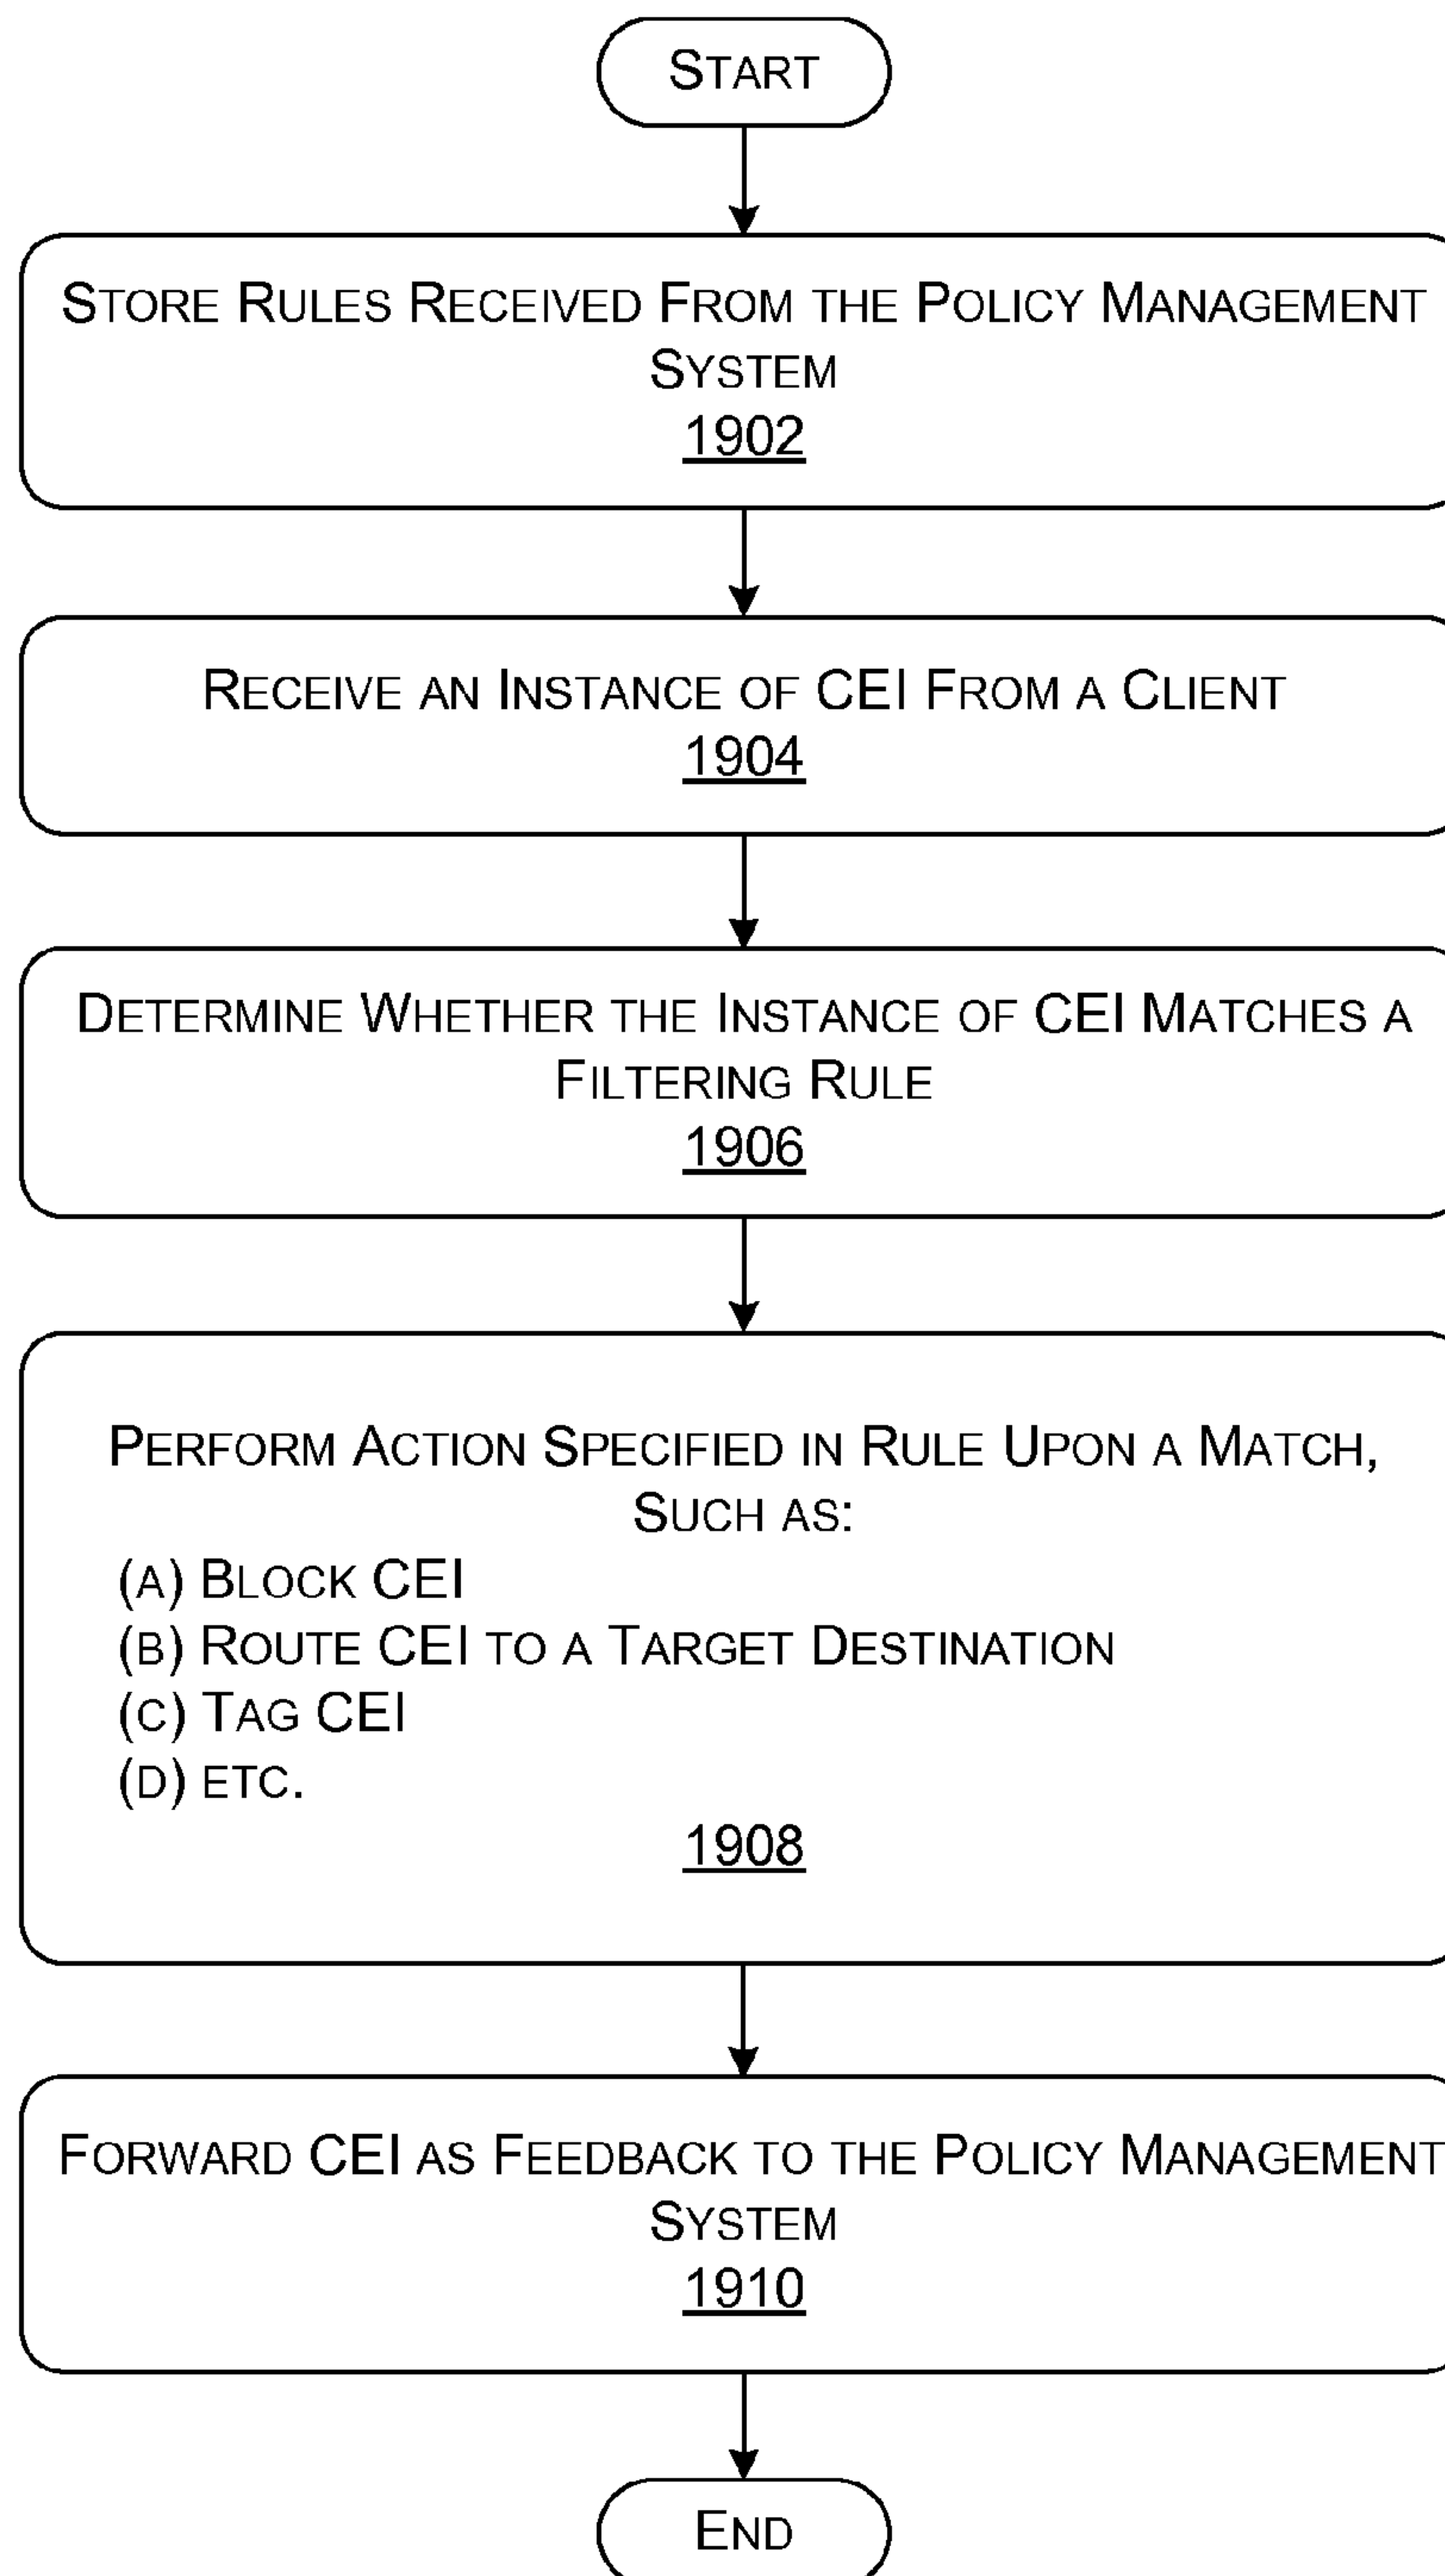 START
STORE RULES RECEIVED FROM THE POLICY MANAGEMENT
SYSTEM
1902
RECEIVE AN INSTANCE OF CEI FROM A CLIENT
1904
DETERMINE WHETHER THE INSTANCE OF CEI MATCHES A
FILTERING RULE
1906
PERFORM ACTION SPECIFIED IN RULE UPON A MATCH,
SUCH AS:
(A) BLOCK CEI
(B) ROUTE CEI TO A TARGET DESTINATION
(C) TAG CEI
(D) ETC.
1908
FORWARD CEI AS FEEDBACK TO THE POLICY MANAGEMENT
SYSTEM
1910
END